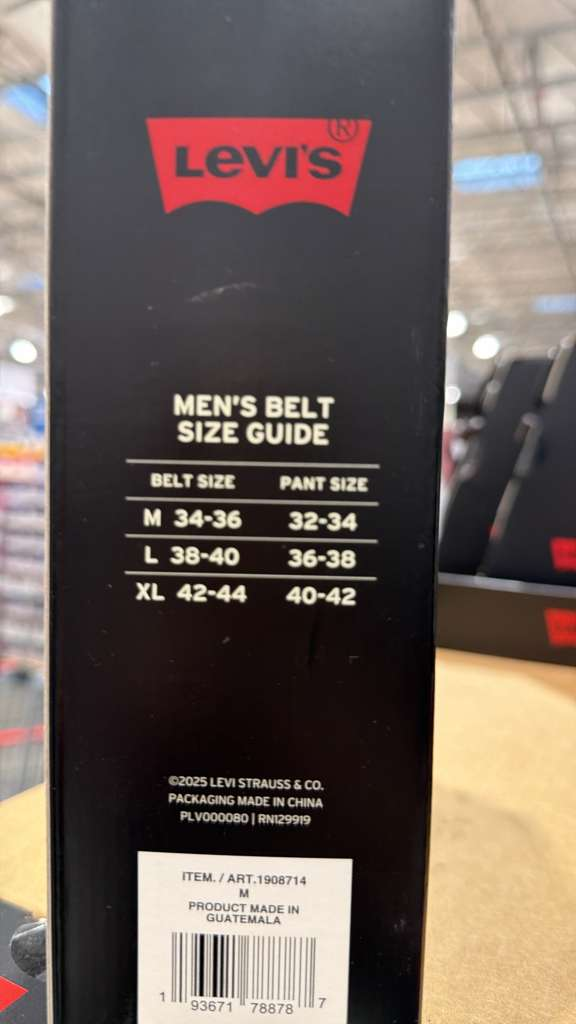 LEVI'S®
MEN'S BELT
SIZE GUIDE
BELT SIZE PANT SIZE
M 34-36 32-34
L 38-40 36-38
XL 42-44 40-42
©2025 LEVI STRAUSS & CO.
PACKAGING MADE IN CHINA
PLV000080 | RN129919
ITEM. / ART.1908714
M
PRODUCT MADE IN
GUATEMALA
1 93671 78878 7